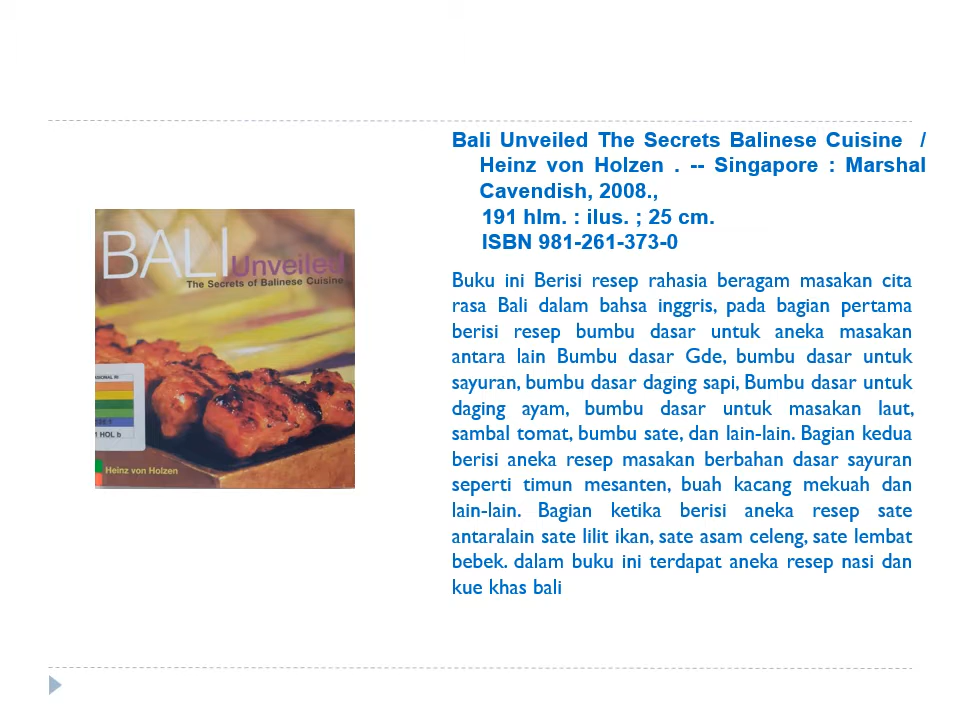 BALI
Unveiled
The Secrets of Balinese Cuisine
HOL b
Heinz von Holzen
Bali Unveiled The Secrets Balinese Cuisine /
Heinz von Holzen . -- Singapore : Marshal
Cavendish, 2008.,
191 hlm. : ilus. ; 25 cm.
ISBN 981-261-373-0
Buku ini Berisi resep rahasia beragam masakan cita
rasa Bali dalam bahsa inggris, pada bagian pertama
berisi resep bumbu dasar untuk aneka masakan
antara lain Bumbu dasar Gde, bumbu dasar untuk
sayuran, bumbu dasar daging sapi, Bumbu dasar untuk
daging ayam, bumbu dasar untuk masakan laut,
sambal tomat, bumbu sate, dan lain-lain. Bagian kedua
berisi aneka resep masakan berbahan dasar sayuran
seperti timun mesanten, buah kacang mekuah dan
lain-lain. Bagian ketika berisi aneka resep sate
antaralain sate lilit ikan, sate asam celeng, sate lembat
bebek. dalam buku ini terdapat aneka resep nasi dan
kue khas bali